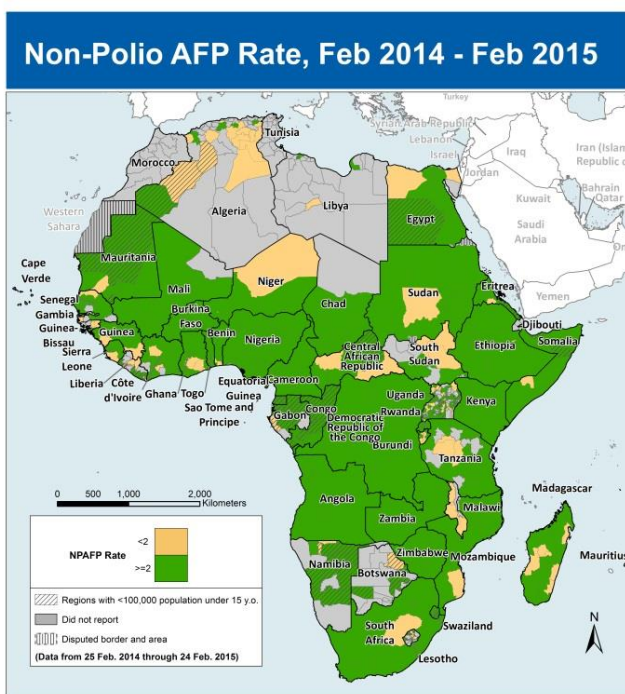 Non-Polio AFP Rate, Feb 2014 - Feb 2015
Turkey
Syrian Arab Republic
Lebanon
Israel
Iraq
Iran (Islamic
Republic of
Jordan
Kuwait
Bahrain
Qatar
Saudi
Arabia
Yemen
Tunisia
Morocco
Algeria
Libya
Egypt
Western
Sahara
Mauritania
Mali
Niger
Chad
Sudan
Eritrea
Cape
Verde
Senegal
Gambia
Guinea-
Bissau
Guinea
Sierra
Leone
Liberia
Côte
d'Ivoire
Burkina
Faso
Ghana
Togo
Benin
Nigeria
Sao Tome and
Principe
Equatorial
Guinea
Cameroon
Central
African
Republic
South
Sudan
Ethiopia
Djibouti
Somalia
Gabon
Congo
Democratic
Republic of
the Congo
Uganda
Rwanda
Burundi
Kenya
Tanzania
Angola
Zambia
Malawi
Madagascar
Mauritius
Mozambique
Zimbabwe
Namibia
Botswana
South
Africa
Swaziland
Lesotho
0 500 1,000 2,000
Kilometers
NPAFP Rate
<2
>=2
Regions with <100,000 population under 15 y.o.
Did not report
Disputed border and area
(Data from 25 Feb. 2014 through 24 Feb. 2015)
N